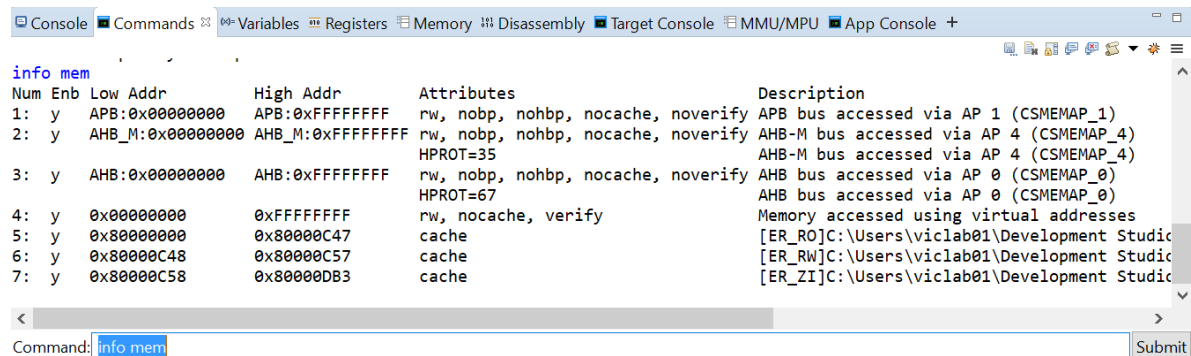 Console Commands Variables Registers Memory Disassembly Target Console MMU/MPU App Console
info mem
Num Enb Low Addr High Addr Attributes Description
1: y APB:0x00000000 APB:0xFFFFFFFF rw, nobp, nohbp, nocache, noverify APB bus accessed via AP 1 (CSMEMAP_1)
2: y AHB_M:0x00000000 AHB_M:0xFFFFFFFF rw, nobp, nohbp, nocache, noverify AHB-M bus accessed via AP 4 (CSMEMAP_4)
HPROT=35 AHB-M bus accessed via AP 4 (CSMEMAP_4)
3: y AHB:0x00000000 AHB:0xFFFFFFFF rw, nobp, nohbp, nocache, noverify AHB bus accessed via AP 0 (CSMEMAP_0)
HPROT=67 AHB bus accessed via AP 0 (CSMEMAP_0)
4: y 0x00000000 0xFFFFFFFF rw, nocache, verify Memory accessed using virtual addresses
5: y 0x80000000 0x80000C47 cache [ER_RO]C:\Users\viclab01\Development Studio
6: y 0x80000C48 0x80000C57 cache [ER_RW]C:\Users\viclab01\Development Studio
7: y 0x80000C58 0x80000DB3 cache [ER_ZI]C:\Users\viclab01\Development Studio
Command: info mem Submit